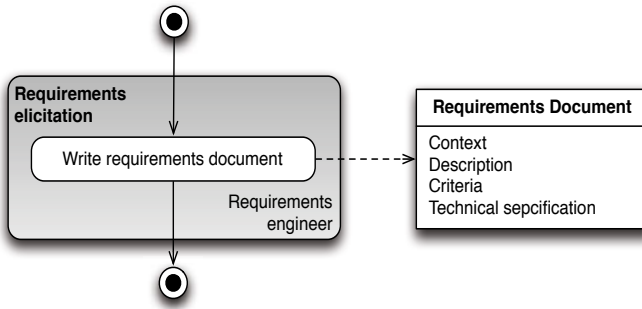 Requirements
elicitation
Write requirements document
Requirements
engineer
Requirements Document
Context
Description
Criteria
Technical sepcification